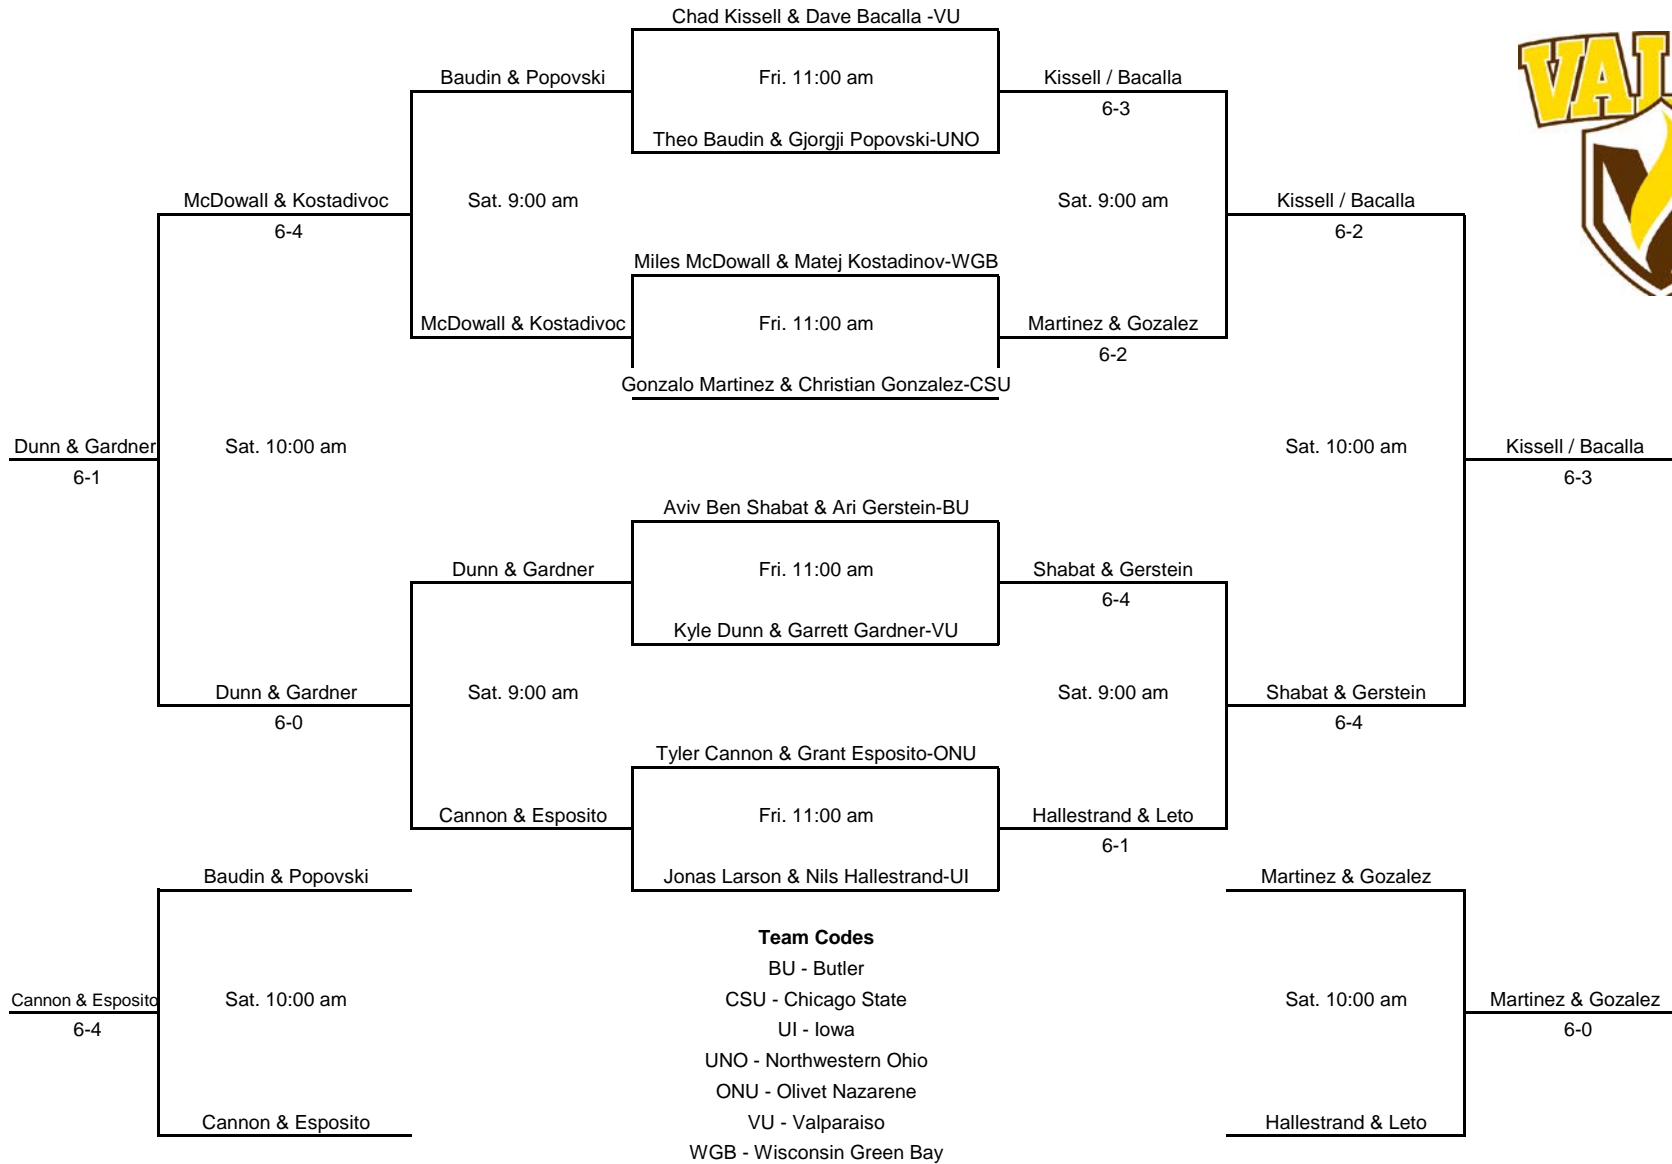 Chad Kissell & Dave Bacalla -VU
Baudin & Popovski
Fri. 11:00 am
Kissell / Bacalla
6-3
Theo Baudin & Gjorgji Popovski-UNO
McDowall & Kostadivoc
Sat. 9:00 am
Sat. 9:00 am
Kissell / Bacalla
6-4
6-2
Miles McDowall & Matej Kostadinov-WGB
McDowall & Kostadivoc
Fri. 11:00 am
Martinez & Gozalez
6-2
Gonzalo Martinez & Christian Gonzalez-CSU
Dunn & Gardner
Sat. 10:00 am
Sat. 10:00 am
Kissell / Bacalla
6-1
6-3
Aviv Ben Shabat & Ari Gerstein-BU
Dunn & Gardner
Fri. 11:00 am
Shabat & Gerstein
6-4
Kyle Dunn & Garrett Gardner-VU
Dunn & Gardner
Sat. 9:00 am
Sat. 9:00 am
Shabat & Gerstein
6-0
6-4
Tyler Cannon & Grant Esposito-ONU
Cannon & Esposito
Fri. 11:00 am
Hallestrand & Leto
6-1
Baudin & Popovski
Jonas Larson & Nils Hallestrand-UI
Martinez & Gozalez
Team Codes
BU - Butler
Cannon & Esposito
Sat. 10:00 am
CSU - Chicago State
Sat. 10:00 am
Martinez & Gozalez
6-4
UI - Iowa
6-0
UNO - Northwestern Ohio
ONU - Olivet Nazarene
Cannon & Esposito
VU - Valparaiso
Hallestrand & Leto
WGB - Wisconsin Green Bay